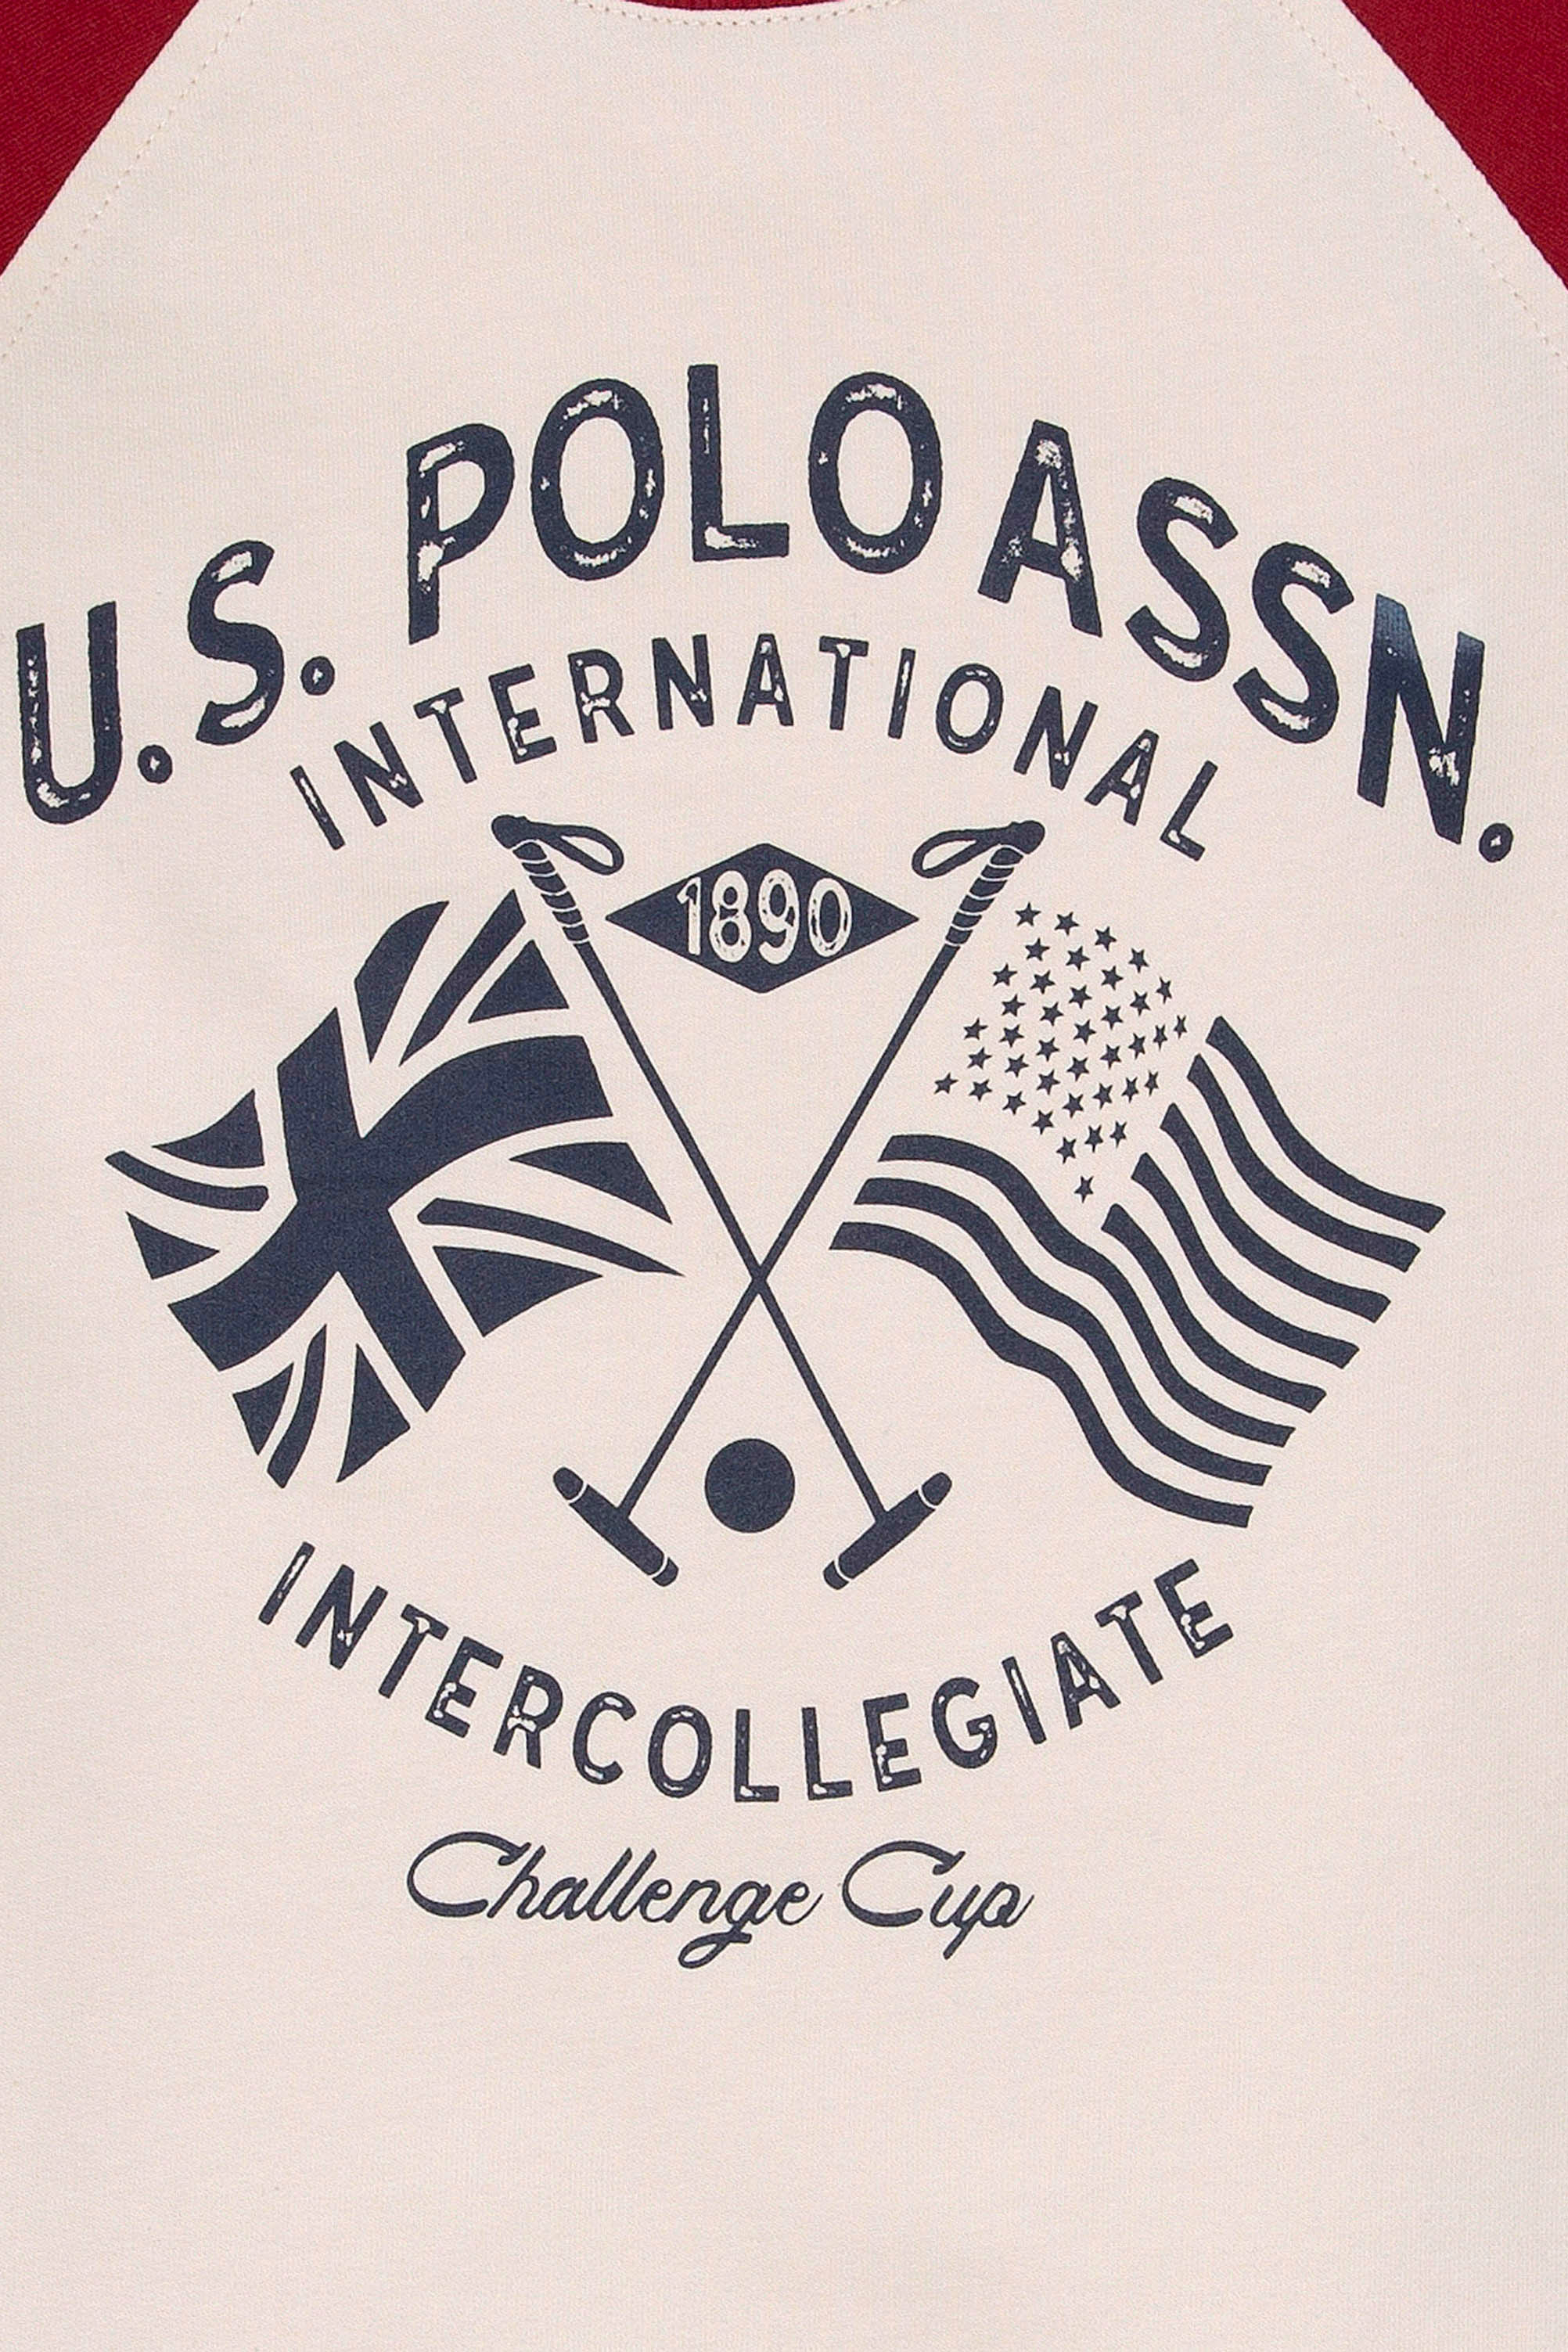 U.S. POLO ASSN.
INTERNATIONAL
1890
INTERCOLLEGIATE
Challenge Cup